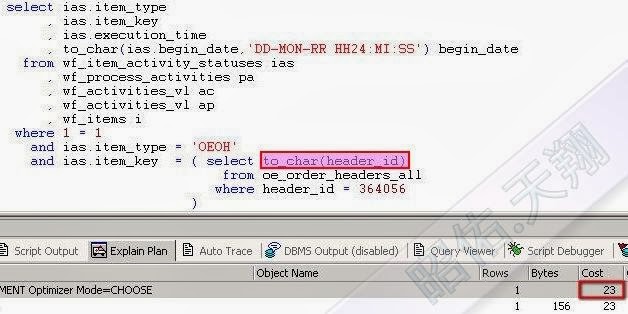 select ias.item_type
, ias.item_key
, ias.execution_time
, to_char(ias.begin_date,'DD-MON-RR HH24:MI:SS') begin_date
from wf_item_activity_statuses ias
, wf_process_activities pa
, wf_activities_vl ac
, wf_activities_vl ap
, wf_items i
where 1 = 1
and ias.item_type = 'OEOH'
and ias.item_key = ( select to_char(header_id)
from oe_order_headers_all
where header_id = 364056
)
Script Output Explain Plan Auto Trace DBMS Output (disabled) Query Viewer Script Debugger
Object Name Rows Bytes Cost
MENT Optimizer Mode=CHOOSE 1 23
1 156 23
昭佑.天翔